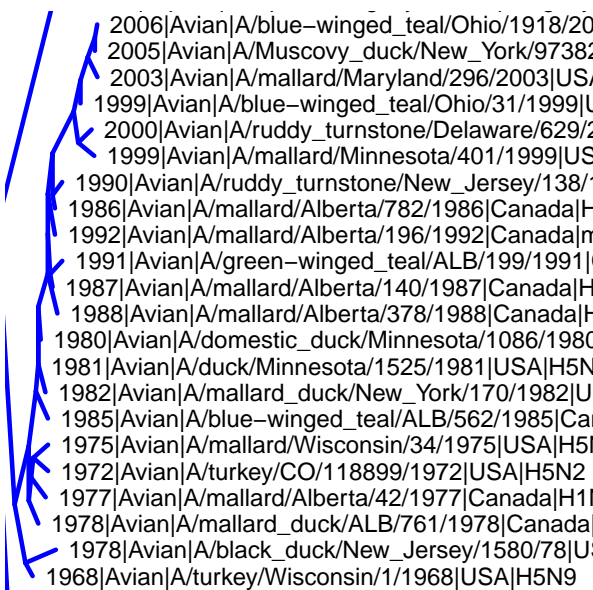 2006|Avian|A/blue−winged_teal/Ohio/1918/20
2005|Avian|A/Muscovy_duck/New_York/97382
2003|Avian|A/mallard/Maryland/296/2003|USA
1999|Avian|A/blue−winged_teal/Ohio/31/1999|U
2000|Avian|A/ruddy_turnstone/Delaware/629/2
1999|Avian|A/mallard/Minnesota/401/1999|US
1990|Avian|A/ruddy_turnstone/New_Jersey/138/1
1986|Avian|A/mallard/Alberta/782/1986|Canada|H
1992|Avian|A/mallard/Alberta/196/1992|Canada|m
1991|Avian|A/green−winged_teal/ALB/199/1991|
1987|Avian|A/mallard/Alberta/140/1987|Canada|H
1988|Avian|A/mallard/Alberta/378/1988|Canada|H
1980|Avian|A/domestic_duck/Minnesota/1086/1980
1981|Avian|A/duck/Minnesota/1525/1981|USA|H5N
1982|Avian|A/mallard_duck/New_York/170/1982|U
1985|Avian|A/blue−winged_teal/ALB/562/1985|Ca
1975|Avian|A/mallard/Wisconsin/34/1975|USA|H5
1972|Avian|A/turkey/CO/118899/1972|USA|H5N2
1977|Avian|A/mallard/Alberta/42/1977|Canada|H1
1978|Avian|A/mallard_duck/ALB/761/1978|Canada|
1978|Avian|A/black_duck/New_Jersey/1580/78|U
1968|Avian|A/turkey/Wisconsin/1/1968|USA|H5N9